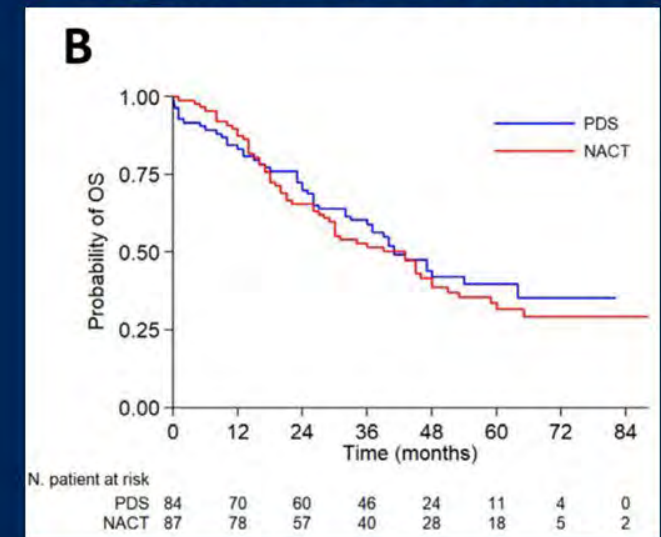 B
1.00
0.75
0.50
0.25
0.00
Probability of OS
PDS
NACT
0 12 24 36 48 60 72 84
Time (months)
N. patient at risk
PDS 84 70 60 46 24 11 4 0
NACT 87 78 57 40 28 18 5 2